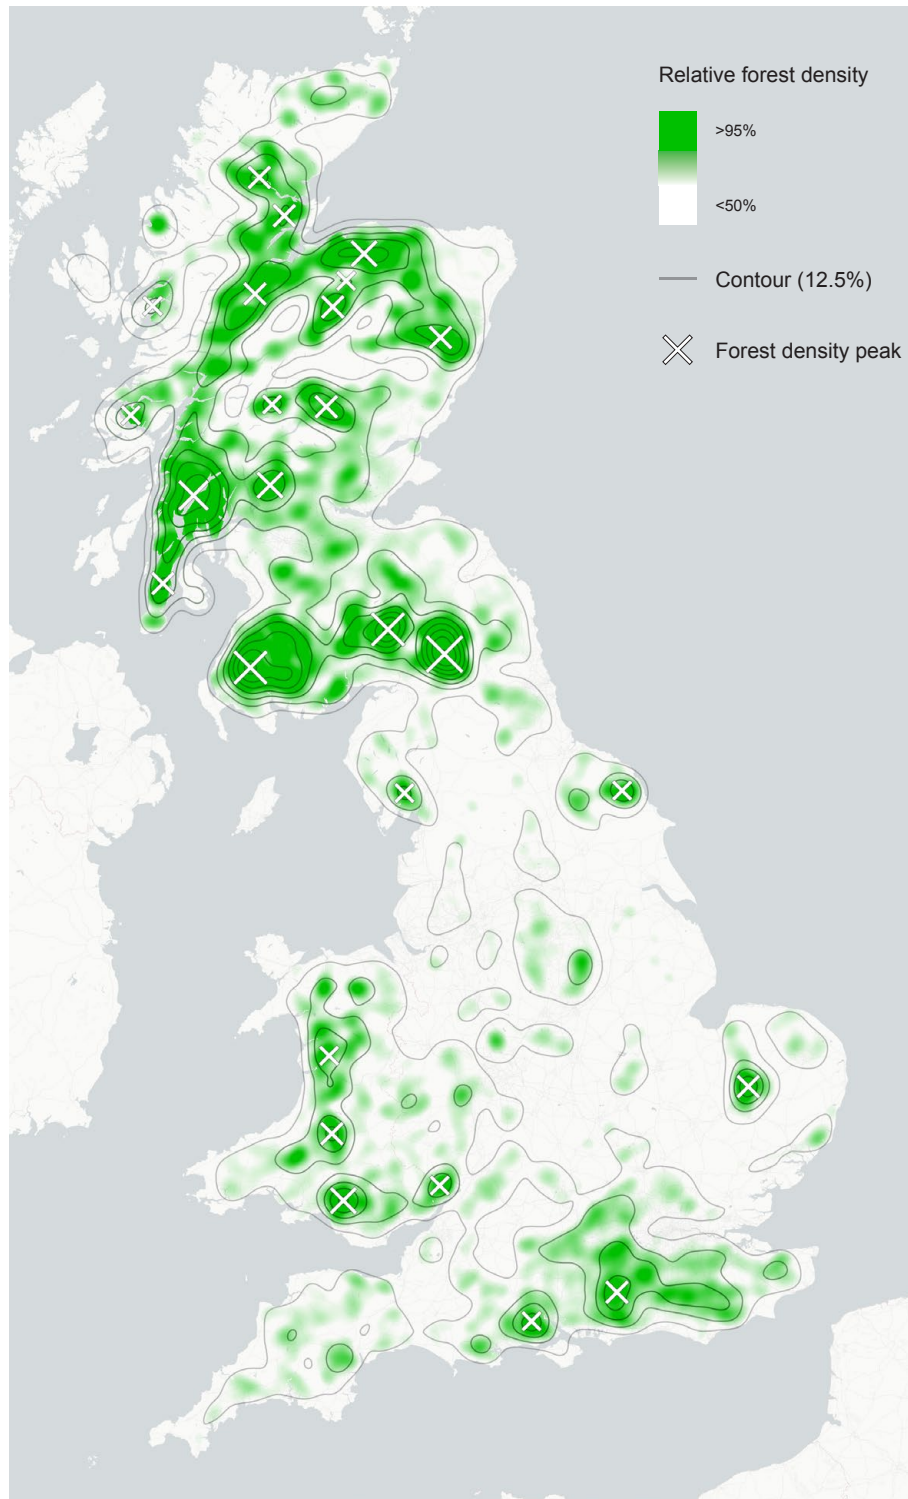 Relative forest density
>95%
<50%
Contour (12.5%)
Forest density peak